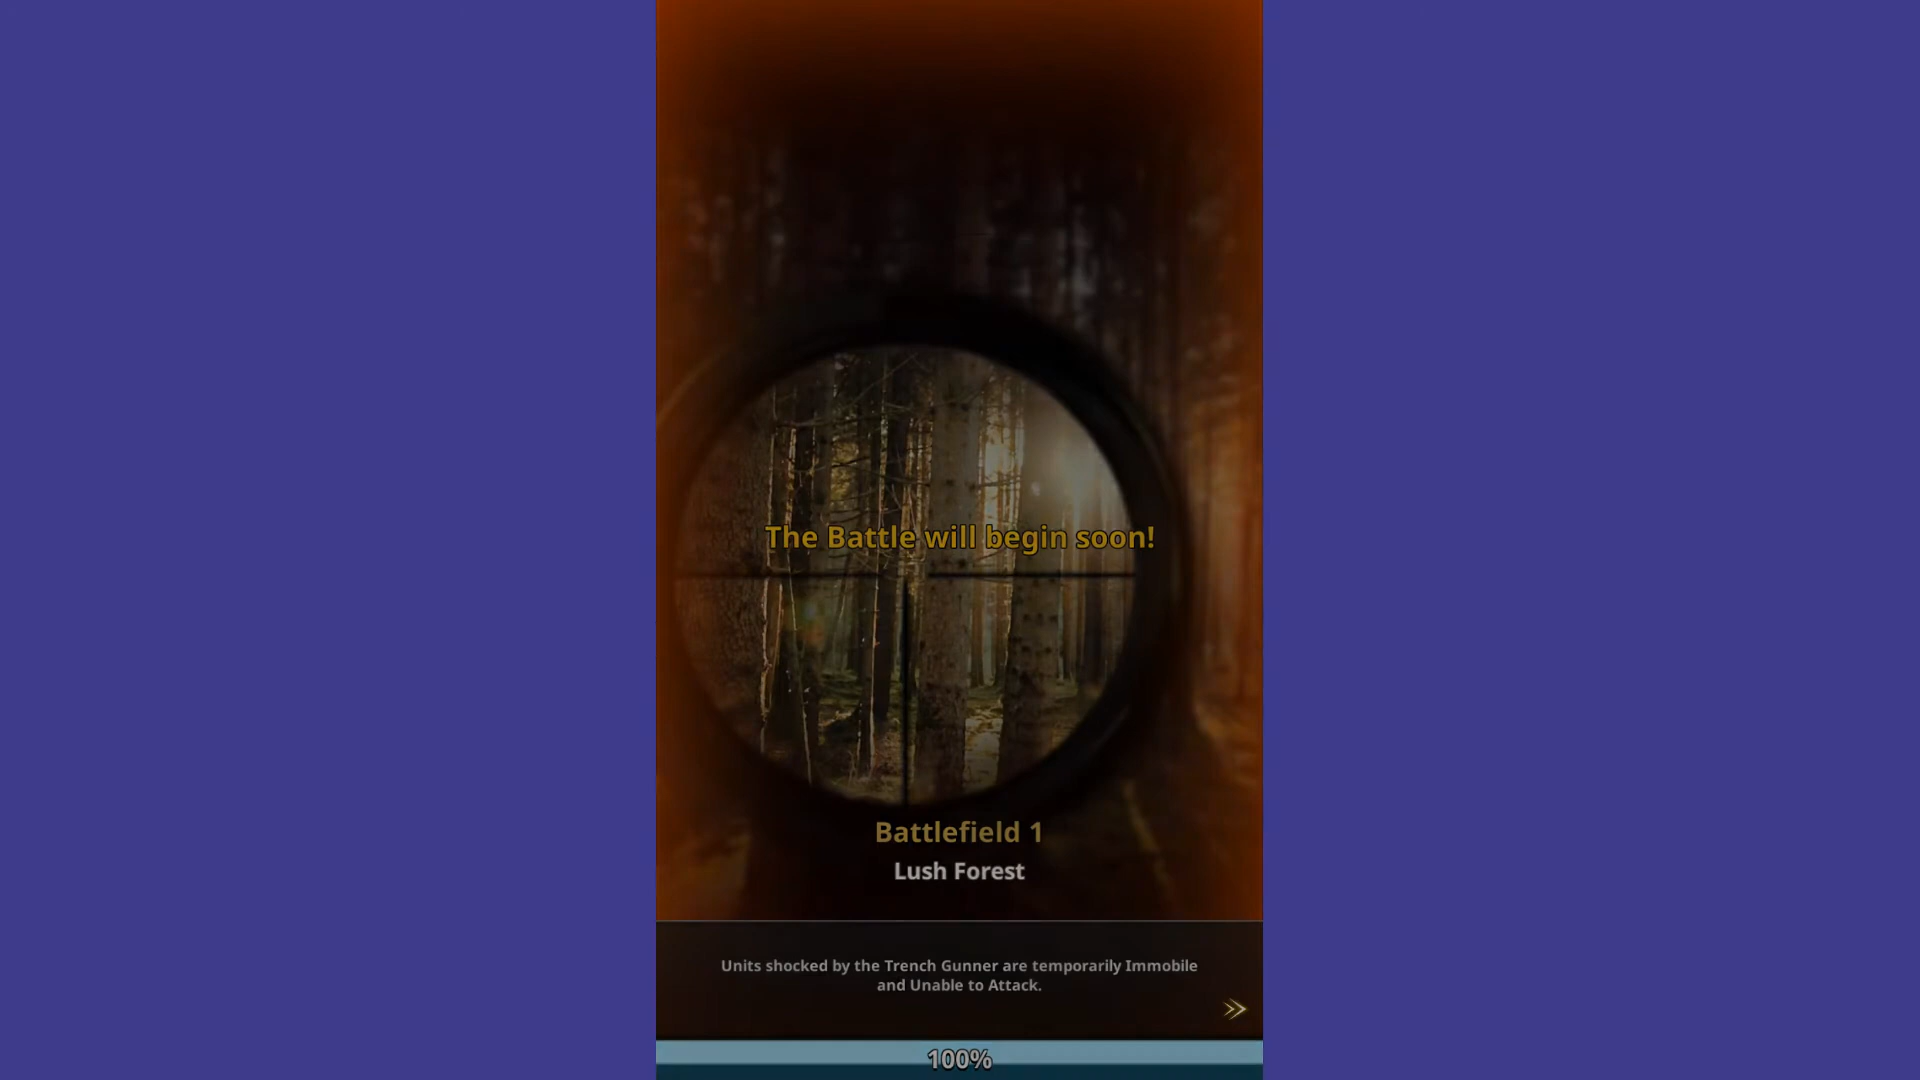 The Battle will begin soon!
Battlefield 1
Lush Forest
Units shocked by the Trench Gunner are temporarily Immobile
and Unable to Attack.
100%